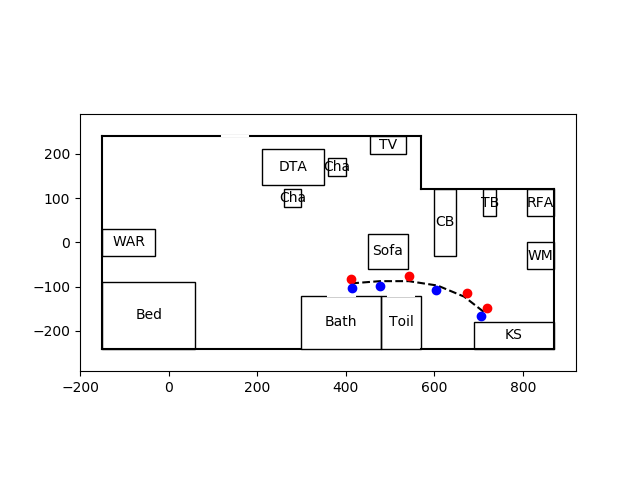 TV
DTA
Cha
Cha
TB
RFA
CB
WAR
Sofa
WM
Bed
Bath
Toil
KS
200
100
0
−100
−200
−200
0
200
400
600
800